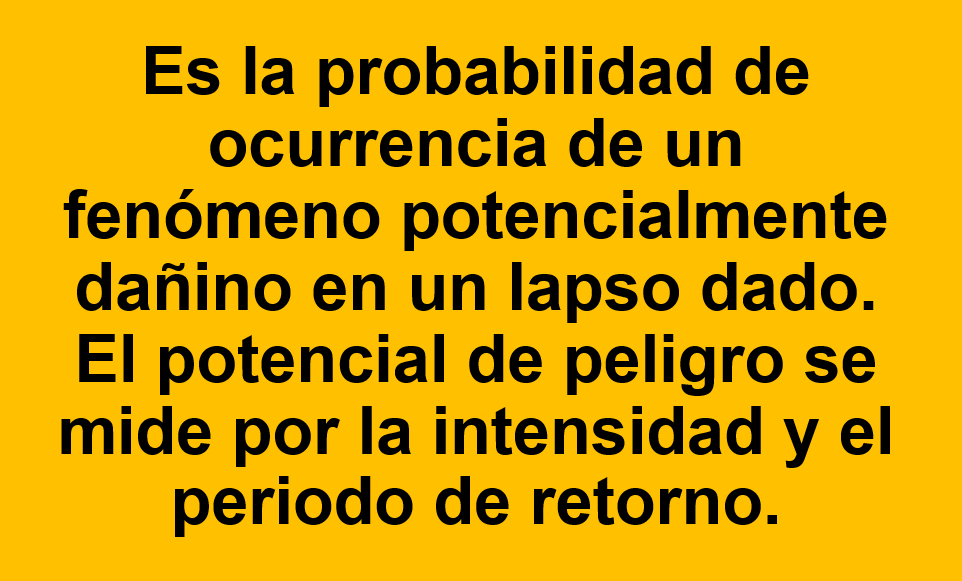 Es la probabilidad de
ocurrencia de un
fenómeno potencialmente
dañino en un lapso dado.
El potencial de peligro se
mide por la intensidad y el
periodo de retorno.